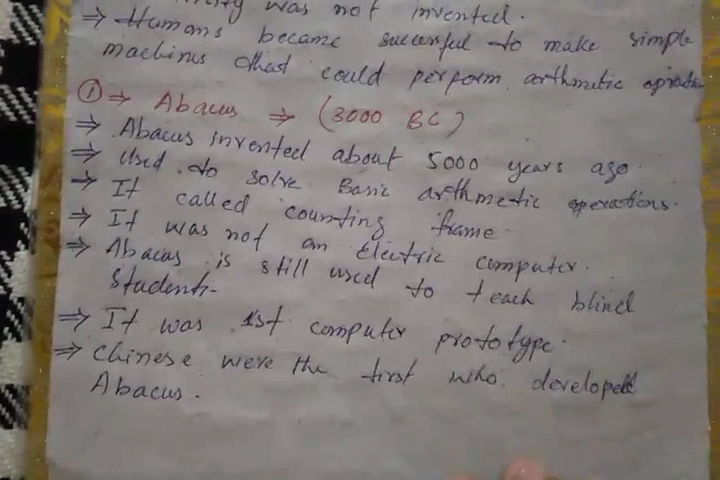 was not invented.
⇒ Humans became successful to make simple
machines that could perform arthmetic
① ⇒ Abacus ⇒ (3000 BC)
⇒ Abacus invented about 5000 years ago.
⇒ Used to solve Basic arthmetic operations.
⇒ It called counting frame.
⇒ It was not an Electric computer.
⇒ Abacus is still used to teach blind
students.
⇒ It was 1st computer prototype.
⇒ Chinese were the first who developed
Abacus.